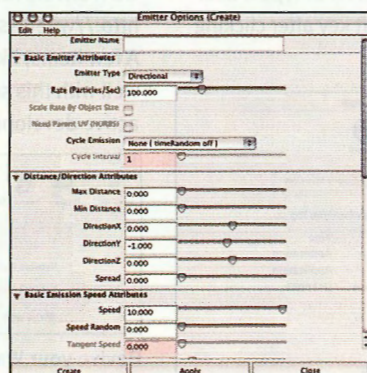 Emitter Options (Create)
Edit Help
Emitter Name
Basic Emitter Attributes
Emitter Type Directional
Rate (Particles/Sec) 100.000
Scale Rate By Object Size
Need Parent UV (NURBS)
Cycle Emission None (timeRandom off)
Cycle Interval 1
Distance/Direction Attributes
Max Distance 0.000
Min Distance 0.000
DirectionX 0.000
DirectionY -1.000
DirectionZ 0.000
Spread 0.000
Basic Emission Speed Attributes
Speed 10.000
Speed Random 0.000
Tangent Speed 0.000
Create Apply Close